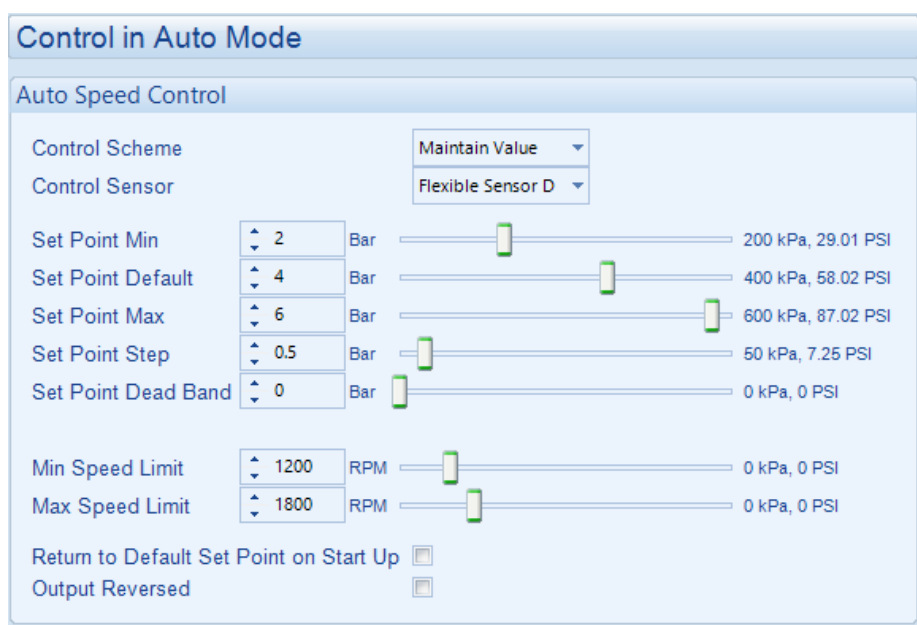 Control in Auto Mode
Auto Speed Control
Control Scheme Maintain Value
Control Sensor Flexible Sensor D
Set Point Min 2 Bar 200 kPa, 29.01 PSI
Set Point Default 4 Bar 400 kPa, 58.02 PSI
Set Point Max 6 Bar 600 kPa, 87.02 PSI
Set Point Step 0.5 Bar 50 kPa, 7.25 PSI
Set Point Dead Band 0 Bar 0 kPa, 0 PSI
Min Speed Limit 1200 RPM 0 kPa, 0 PSI
Max Speed Limit 1800 RPM 0 kPa, 0 PSI
Return to Default Set Point on Start Up
Output Reversed